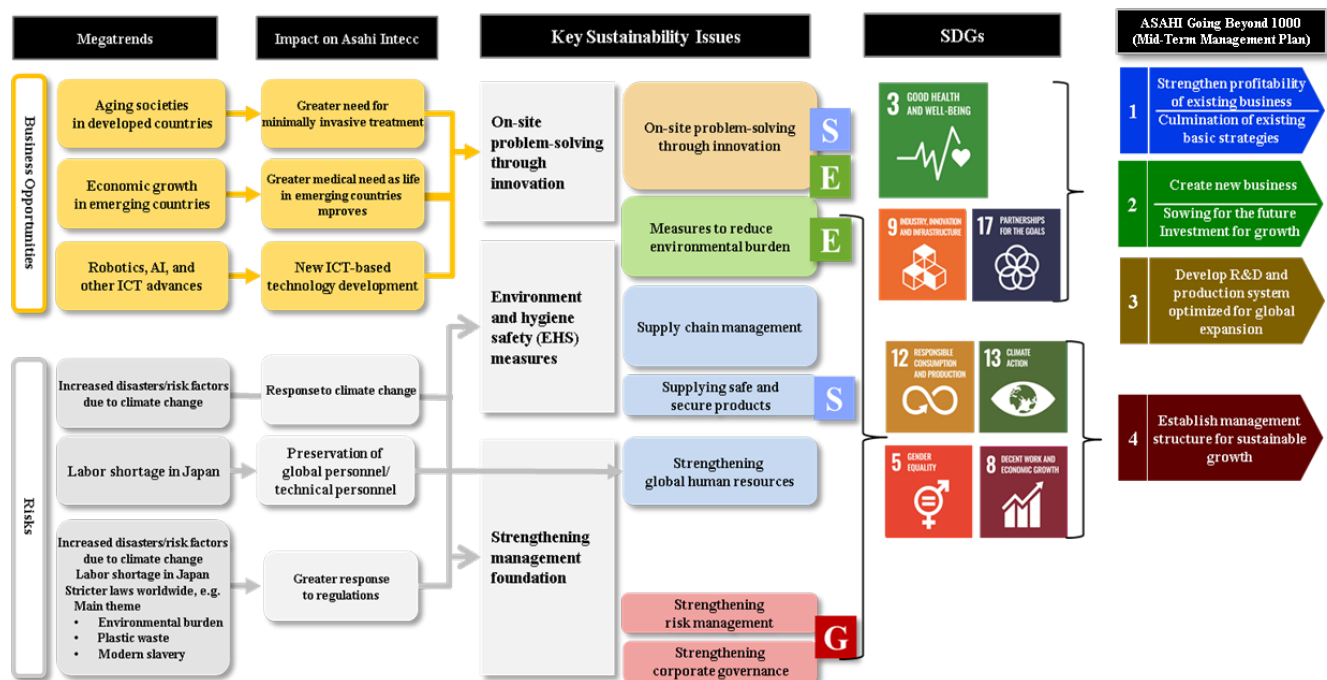 Megatrends
Impact on Asahi Intecc
Key Sustainability Issues
SDGs
ASAHI Going Beyond 1000
(Mid-Term Management Plan)
Business Opportunities
Aging societies
in developed countries
Greater need for
minimally invasive treatment
Economic growth
in emerging countries
Greater medical need as life
in emerging countries
mproves
Robotics, AI, and
other ICT advances
New ICT-based
technology development
On-site
problem-solving
through
innovation
On-site problem-solving
through innovation
S
E
Measures to reduce
environmental burden
E
Environment
and hygiene
safety (EHS)
measures
Supply chain management
Supplying safe and
secure products
S
Risks
Increased disasters/risk factors
due to climate change
Responseto climate change
Labor shortage in Japan
Preservation of
global personnel/
technical personnel
Strengthening
global human resources
Increased disasters/risk factors
due to climate change
Labor shortage in Japan
Stricter laws worldwide, e.g.
Main theme
• Environmental burden
• Plastic waste
• Modern slavery
Greater response
to regulations
Strengthening
management
foundation
Strengthening
risk management
G
Strengthening
corporate governance
3 GOOD HEALTH
AND WELL-BEING
9 INDUSTRY, INNOVATION
AND INFRASTRUCTURE
17 PARTNERSHIPS
FOR THE GOALS
12 RESPONSIBLE
CONSUMPTION
AND PRODUCTION
13 CLIMATE
ACTION
5 GENDER
EQUALITY
8 DECENT WORK AND
ECONOMIC GROWTH
1
Strengthen profitability
of existing business
Culmination of existing
basic strategies
2
Create new business
Sowing for the future
Investment for growth
3
Develop R&D and
production system
optimized for global
expansion
4
Establish management
structure for sustainable
growth